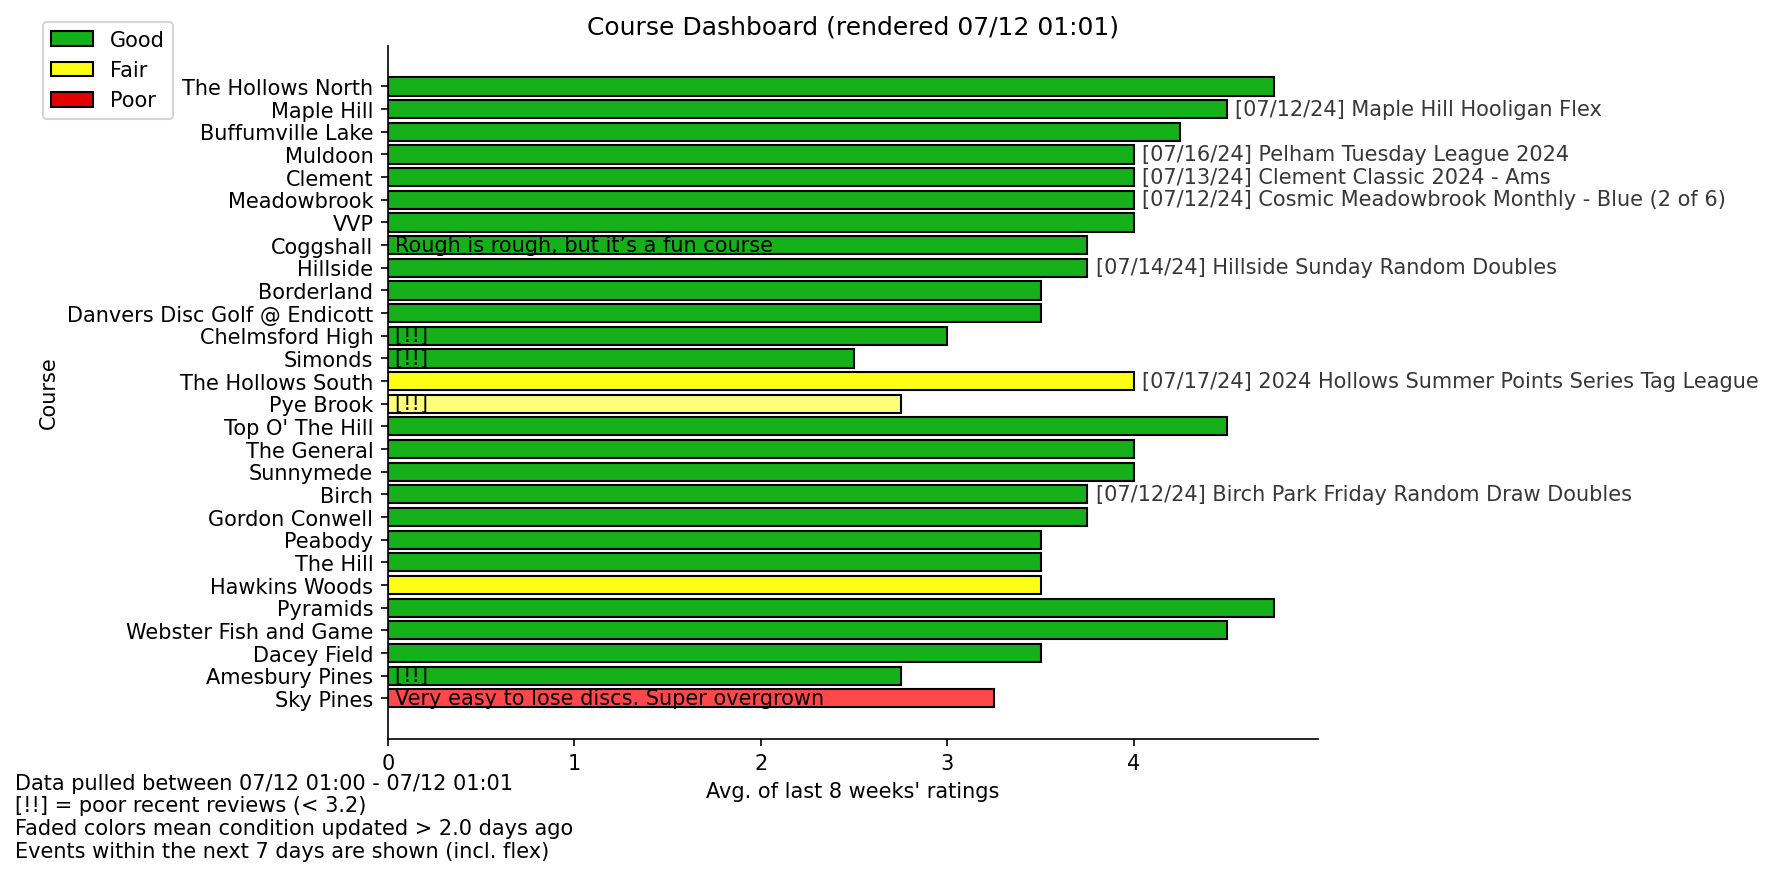 Course Dashboard (rendered 07/12 01:01)
Good
Fair
Poor
The Hollows North
Maple Hill [07/12/24] Maple Hill Hooligan Flex
Buffumville Lake
Muldoon [07/16/24] Pelham Tuesday League 2024
Clement [07/13/24] Clement Classic 2024 - Ams
Meadowbrook [07/12/24] Cosmic Meadowbrook Monthly - Blue (2 of 6)
VVP
Coggshall Rough is rough, but it’s a fun course
Hillside [07/14/24] Hillside Sunday Random Doubles
Borderland
Danvers Disc Golf @ Endicott
Chelmsford High [!!]
Simonds [!!]
The Hollows South [07/17/24] 2024 Hollows Summer Points Series Tag League
Pye Brook [!!]
Top O' The Hill
The General
Sunnymede
Birch [07/12/24] Birch Park Friday Random Draw Doubles
Gordon Conwell
Peabody
The Hill
Hawkins Woods
Pyramids
Webster Fish and Game
Dacey Field
Amesbury Pines [!!]
Sky Pines Very easy to lose discs. Super overgrown
Course
0 1 2 3 4
Avg. of last 8 weeks' ratings
Data pulled between 07/12 01:00 - 07/12 01:01
[!!] = poor recent reviews (< 3.2)
Faded colors mean condition updated > 2.0 days ago
Events within the next 7 days are shown (incl. flex)